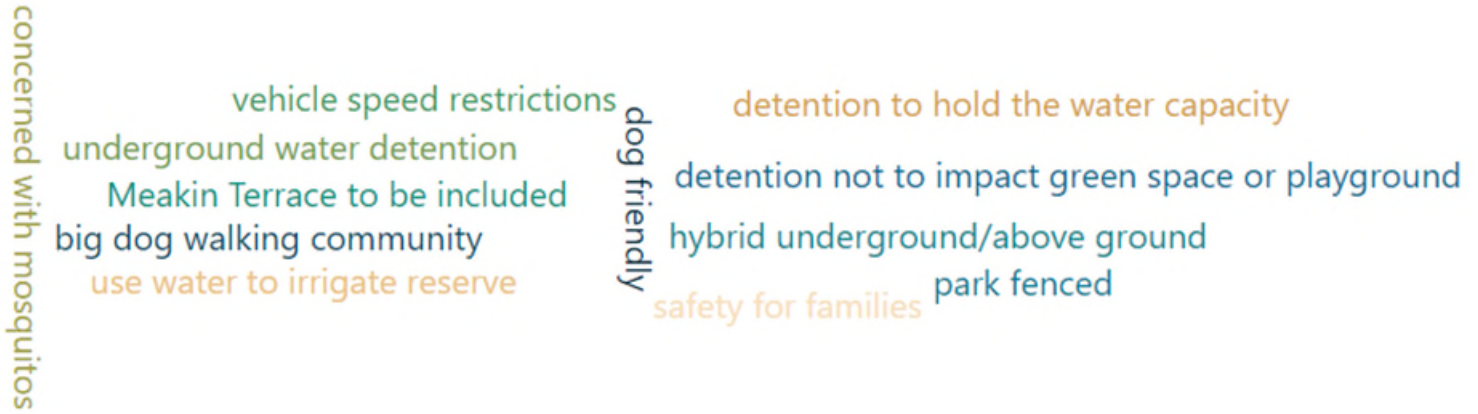 concerned with mosquitos
vehicle speed restrictions
underground water detention
Meakin Terrace to be included
big dog walking community
use water to irrigate reserve
dog friendly
detention to hold the water capacity
detention not to impact green space or playground
hybrid underground/above ground
park fenced
safety for families